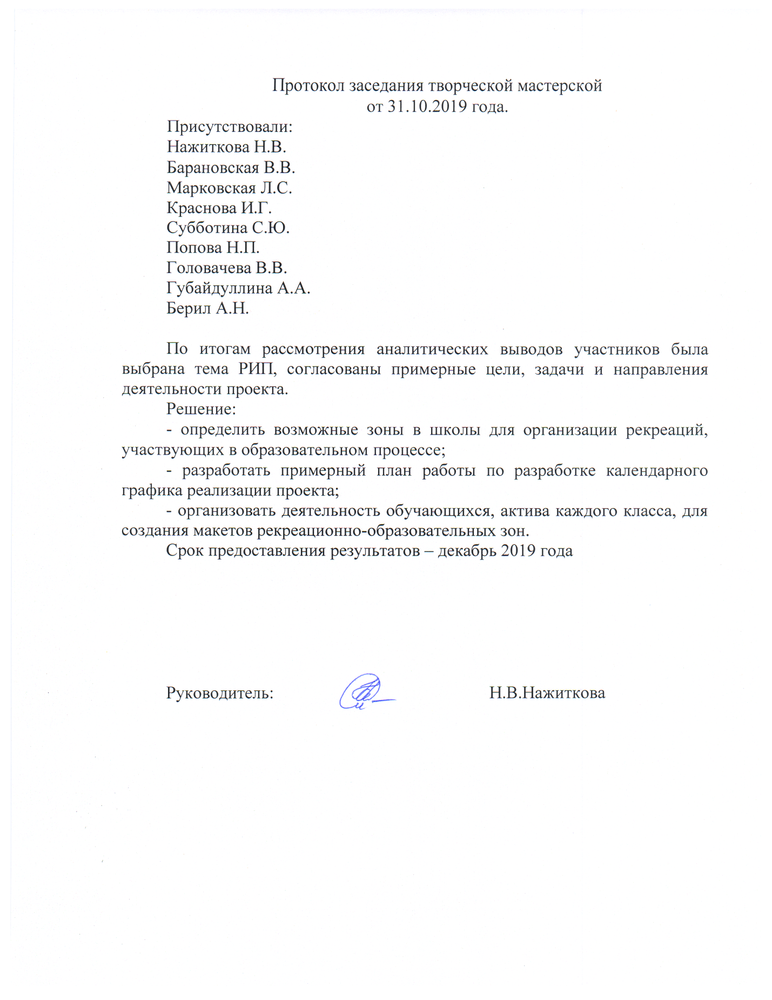 Протокол заседания творческой мастерской
от 31.10.2019 года.
Присутствовали:
Нажиткова Н.В.
Барановская В.В.
Марковская Л.С.
Краснова И.Г.
Субботина С.Ю.
Попова Н.П.
Головачева В.В.
Губайдуллина А.А.
Берил А.Н.
По итогам рассмотрения аналитических выводов участников была
выбрана тема РИП, согласованы примерные цели, задачи и направления
деятельности проекта.
Решение:
- определить возможные зоны в школы для организации рекреаций,
участвующих в образовательном процессе;
- разработать примерный план работы по разработке календарного
графика реализации проекта;
- организовать деятельность обучающихся, актива каждого класса, для
создания макетов рекреационно-образовательных зон.
Срок предоставления результатов – декабрь 2019 года
Руководитель: Н.В.Нажиткова